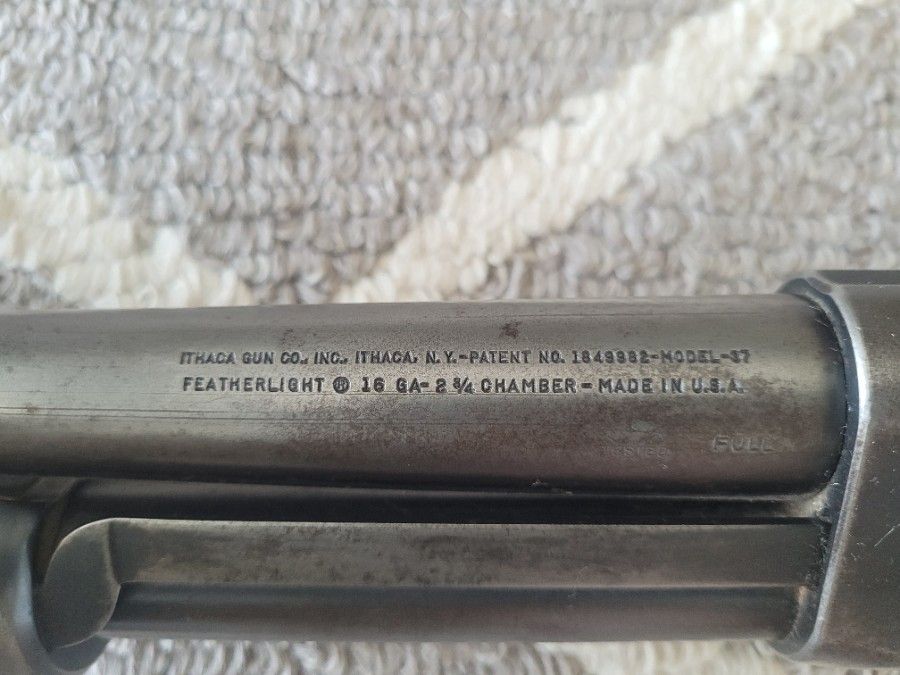 ITHACA GUN CO., INC., ITHACA, N.Y.-PATENT NO. 1849982-MODEL-37
FEATHERLIGHT ® 16 GA- 2 3/4 CHAMBER - MADE IN U.S.A.
FULL